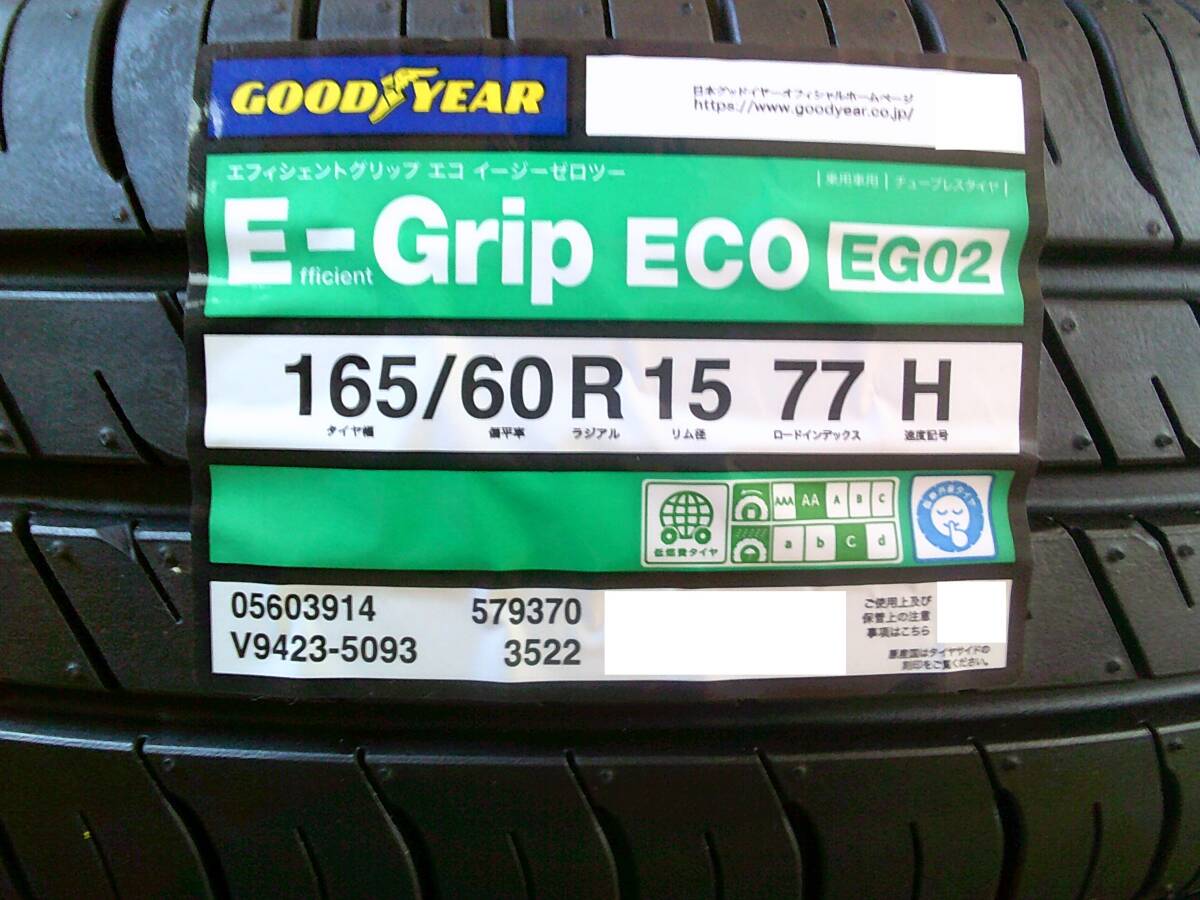 GOODYEAR
日本グッドイヤーオフィシャルホームページ
https://www.goodyear.co.jp/
エフィシェントグリップ エコ イージーゼロツー
| 乗用車用 | チューブレスタイヤ |
E-Grip ECO EG02
fficient
165/60 R 15 77 H
タイヤ幅 偏平率 ラジアル リム径 ロードインデックス 速度記号
AAA AA A B C
低燃費タイヤ
a b c d
05603914 579370
V9423-5093 3522
ご使用上及び
保管上の注意
事項はこちら
原産国はタイヤサイドの
刻印をご覧ください。